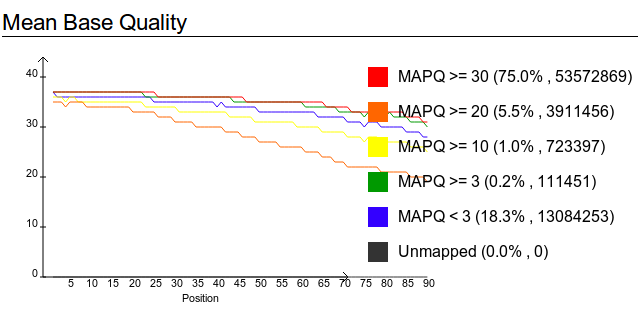 Mean Base Quality
40
30
20
10
0
5 10 15 20 25 30 35 40 45 50 55 60 65 70 75 80 85 90
Position
MAPQ >= 30 (75.0% , 53572869)
MAPQ >= 20 (5.5% , 3911456)
MAPQ >= 10 (1.0% , 723397)
MAPQ >= 3 (0.2% , 111451)
MAPQ < 3 (18.3% , 13084253)
Unmapped (0.0% , 0)